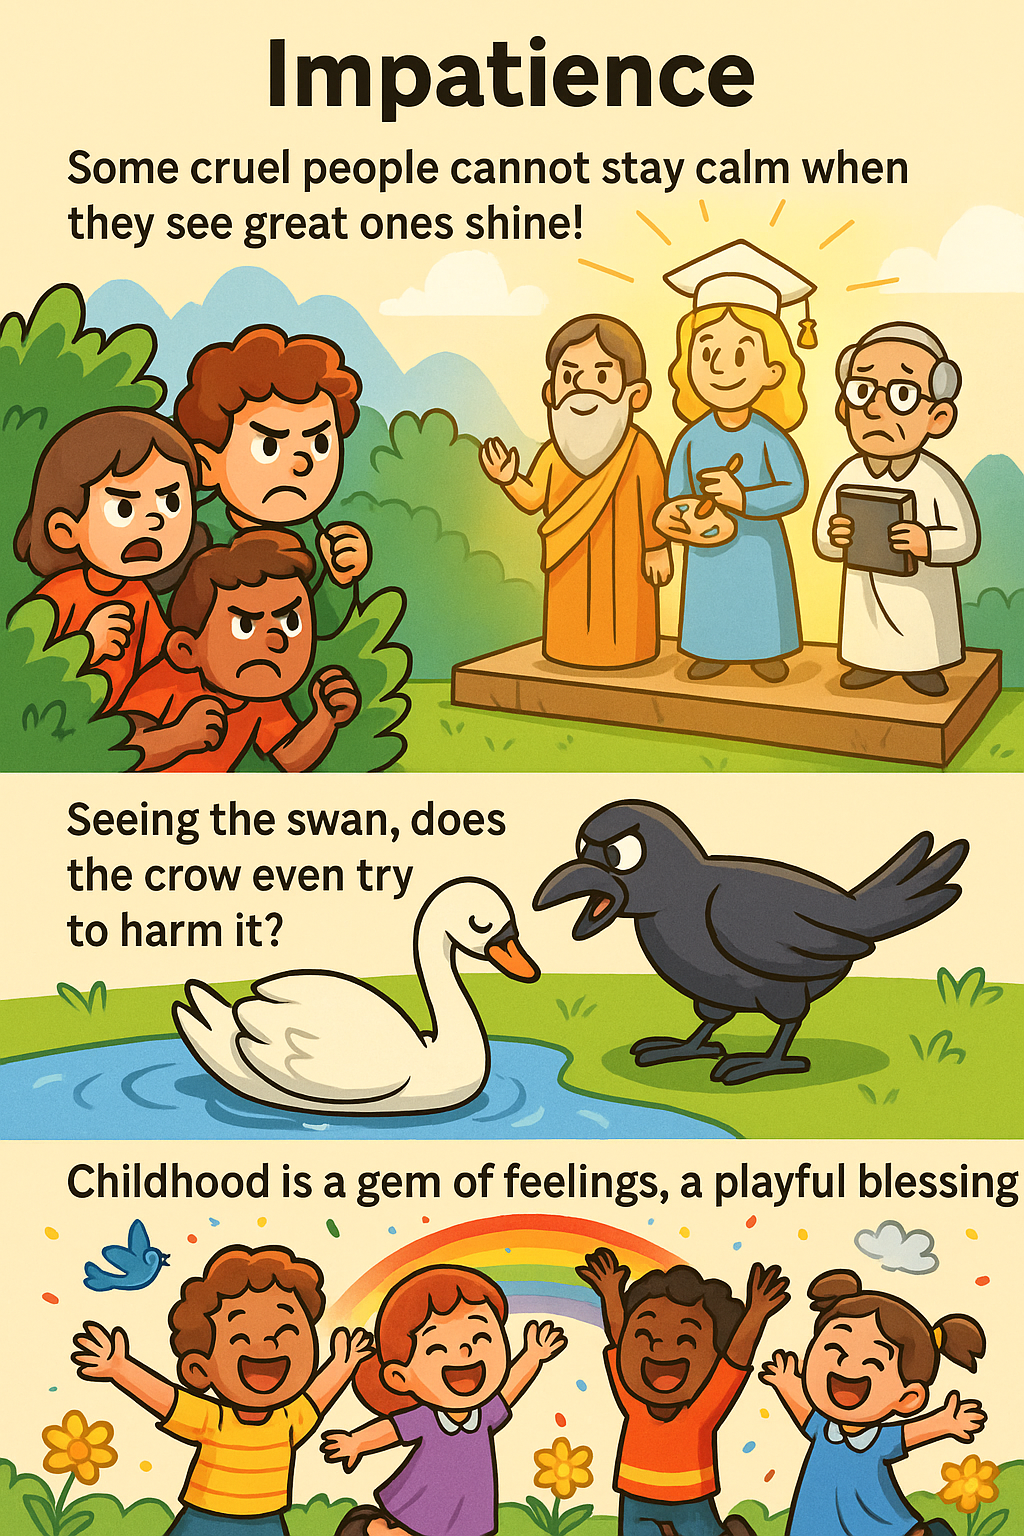 Impatience
Some cruel people cannot stay calm when
they see great ones shine!
Seeing the swan, does
the crow even try
to harm it?
Childhood is a gem of feelings, a playful blessing